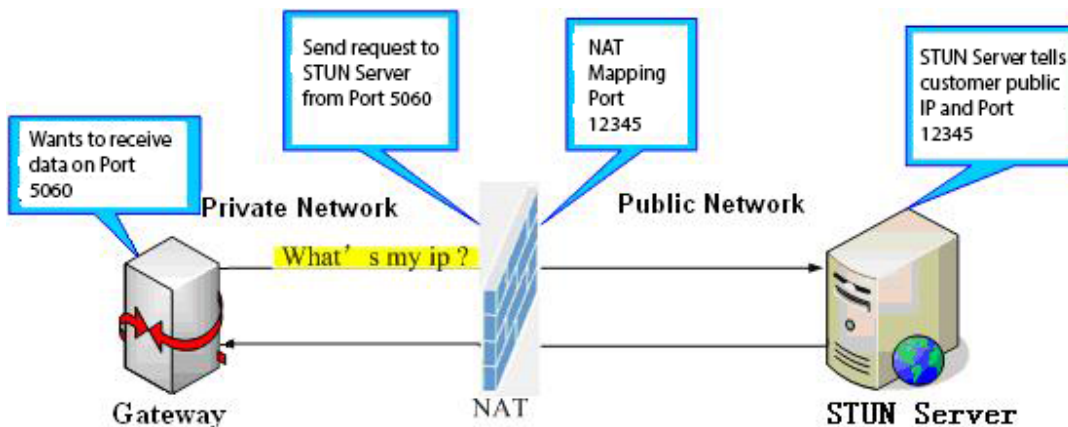 Send request to
STUN Server
from Port 5060
NAT
Mapping
Port
12345
STUN Server tells
customer public
IP and Port
12345
Wants to receive
data on Port
5060
Private Network
Public Network
What's my ip ?
Gateway
NAT
STUN Server